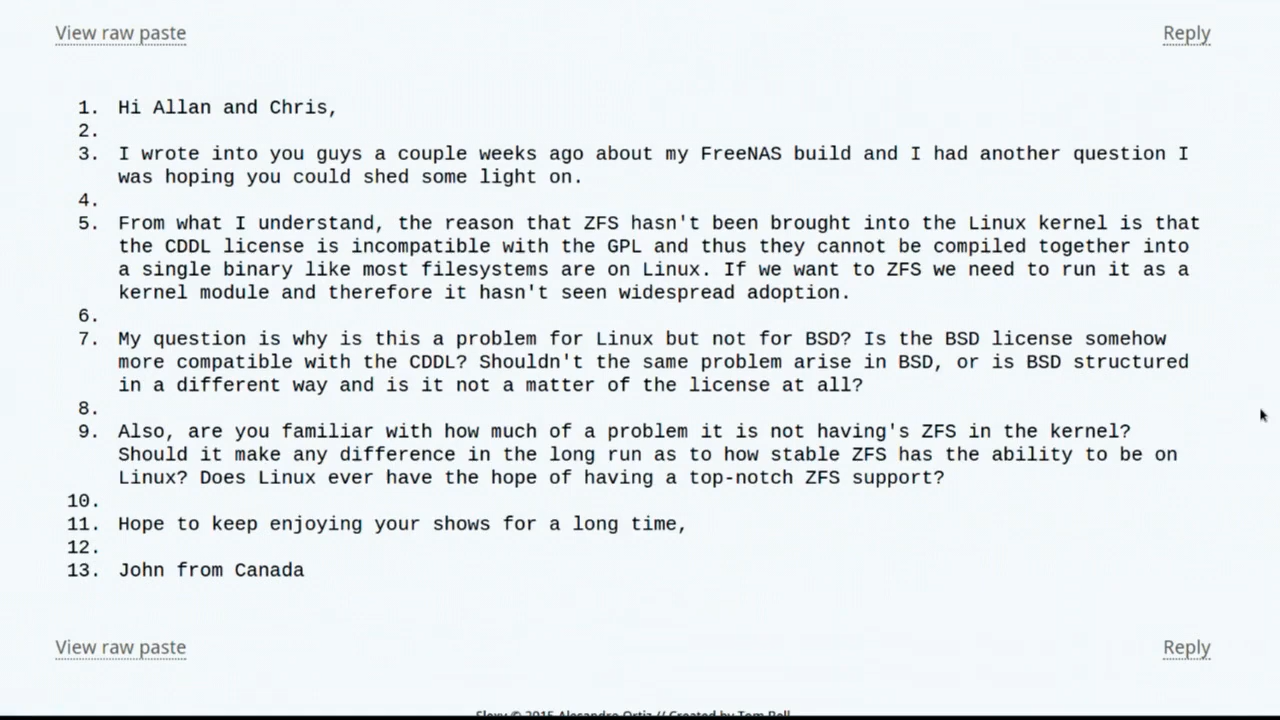 View raw paste
Reply
1. Hi Allan and Chris,
2.
3. I wrote into you guys a couple weeks ago about my FreeNAS build and I had another question I
was hoping you could shed some light on.
4.
5. From what I understand, the reason that ZFS hasn't been brought into the Linux kernel is that
the CDDL license is incompatible with the GPL and thus they cannot be compiled together into
a single binary like most filesystems are on Linux. If we want to ZFS we need to run it as a
kernel module and therefore it hasn't seen widespread adoption.
6.
7. My question is why is this a problem for Linux but not for BSD? Is the BSD license somehow
more compatible with the CDDL? Shouldn't the same problem arise in BSD, or is BSD structured
in a different way and is it not a matter of the license at all?
8.
9. Also, are you familiar with how much of a problem it is not having's ZFS in the kernel?
Should it make any difference in the long run as to how stable ZFS has the ability to be on
Linux? Does Linux ever have the hope of having a top-notch ZFS support?
10.
11. Hope to keep enjoying your shows for a long time,
12.
13. John from Canada
View raw paste
Reply
© 2015 Alesandro Ortiz // Created by Tom Bell